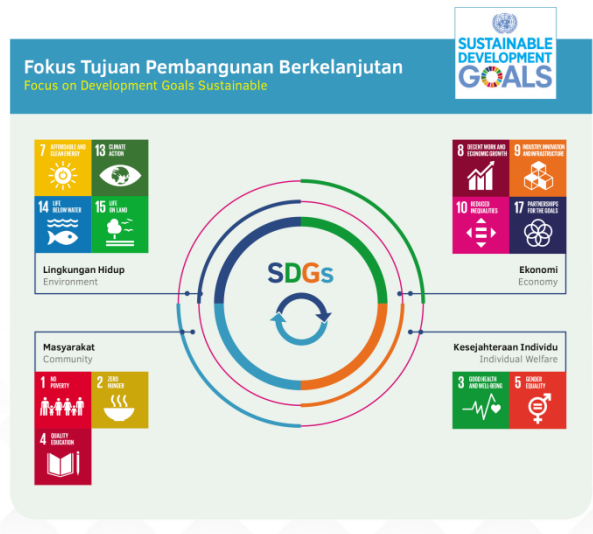 SUSTAINABLE
DEVELOPMENT
GOALS
Fokus Tujuan Pembangunan Berkelanjutan
Focus on Development Goals Sustainable
7 AFFORDABLE AND
CLEAN ENERGY
13 CLIMATE
ACTION
14 LIFE
BELOW WATER
15 LIFE
ON LAND
Lingkungan Hidup
Environment
8 DECENT WORK AND
ECONOMIC GROWTH
9 INDUSTRY, INNOVATION
AND INFRASTRUCTURE
10 REDUCED
INEQUALITIES
17 PARTNERSHIPS
FOR THE GOALS
Ekonomi
Economy
SDGs
Masyarakat
Community
1 NO
POVERTY
2 ZERO
HUNGER
4 QUALITY
EDUCATION
Kesejahteraan Individu
Individual Welfare
3 GOOD HEALTH
AND WELL-BEING
5 GENDER
EQUALITY